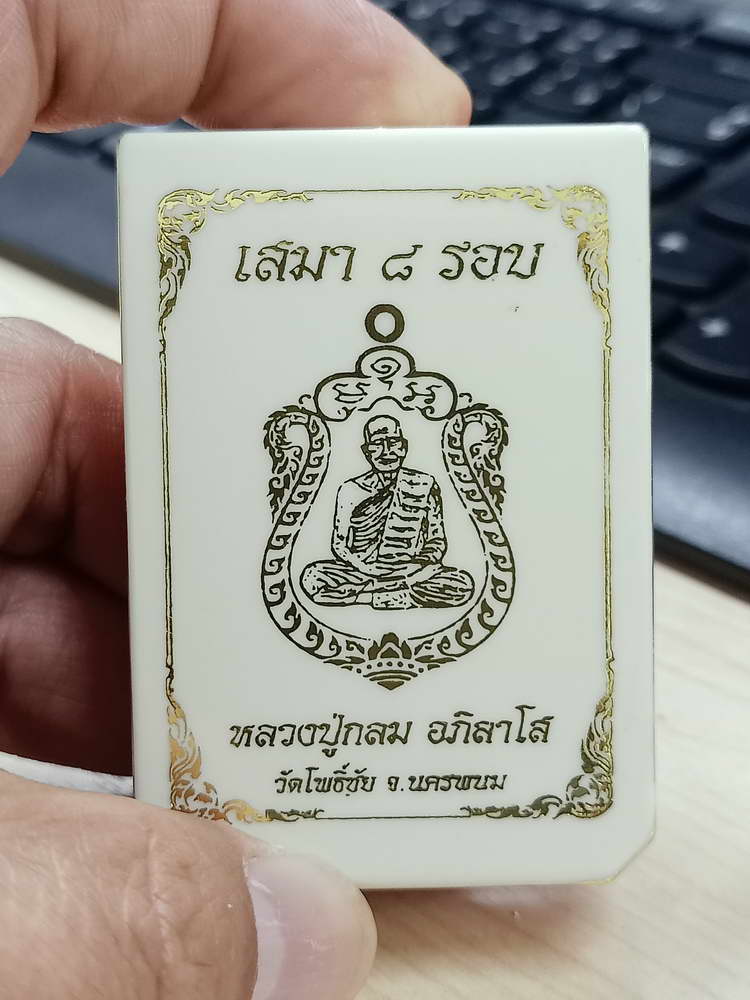 เสมา ๘ รอบ
หลวงปู่กลม อภิลาโส
วัดโพธิ์ชัย จ.นครพนม